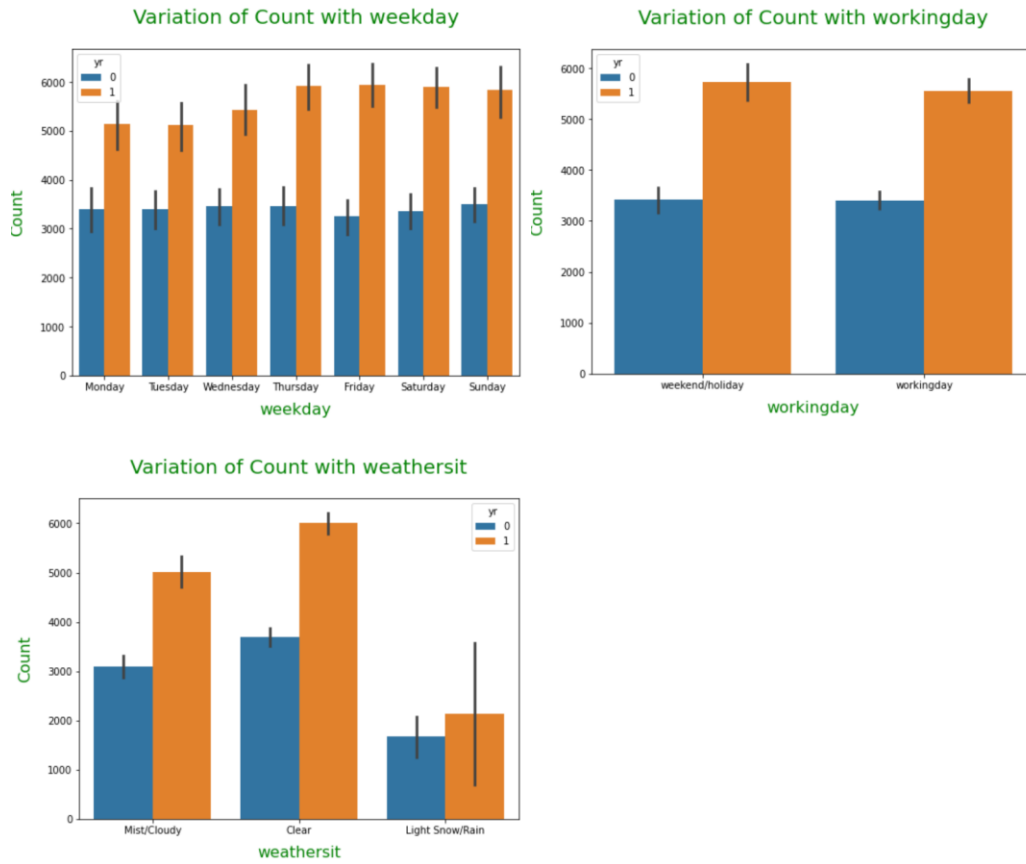 Variation of Count with weekday
yr
0
1
6000
5000
4000
3000
2000
1000
0
Count
Monday Tuesday Wednesday Thursday Friday Saturday Sunday
weekday
Variation of Count with workingday
yr
0
1
6000
5000
4000
3000
2000
1000
0
Count
weekend/holiday workingday
workingday
Variation of Count with weathersit
yr
0
1
6000
5000
4000
3000
2000
1000
0
Count
Mist/Cloudy Clear Light Snow/Rain
weathersit